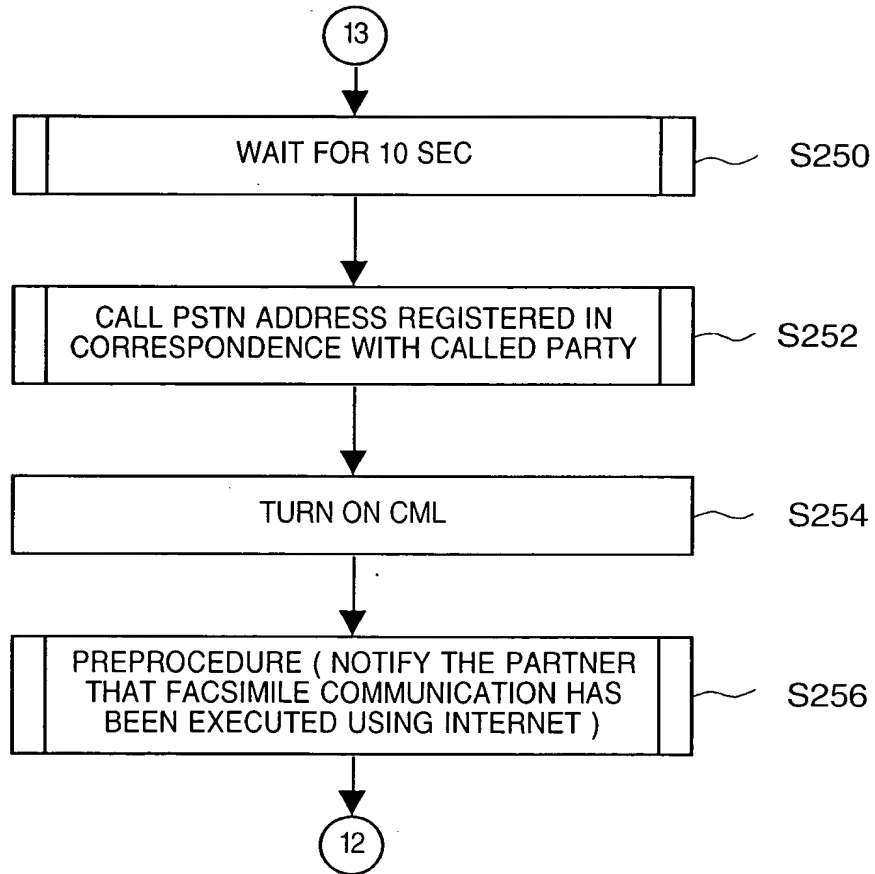 13
WAIT FOR 10 SEC
S250
CALL PSTN ADDRESS REGISTERED IN
CORRESPONDENCE WITH CALLED PARTY
S252
TURN ON CML
S254
PREPROCEDURE ( NOTIFY THE PARTNER
THAT FACSIMILE COMMUNICATION HAS
BEEN EXECUTED USING INTERNET )
S256
12